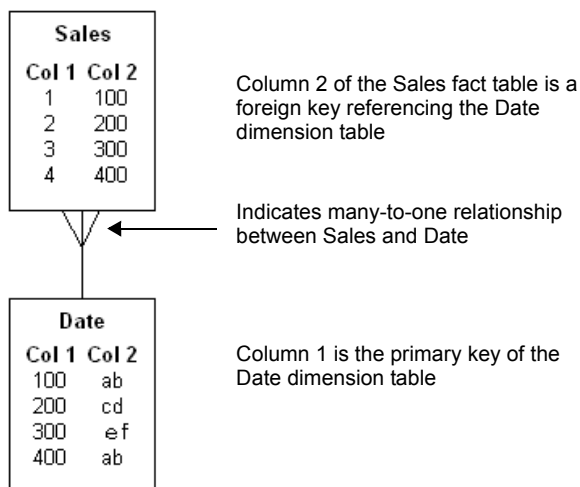 Sales
Col 1 Col 2
1 100
2 200
3 300
4 400
Column 2 of the Sales fact table is a
foreign key referencing the Date
dimension table
Indicates many-to-one relationship
between Sales and Date
Date
Col 1 Col 2
100 ab
200 cd
300 ef
400 ab
Column 1 is the primary key of the
Date dimension table